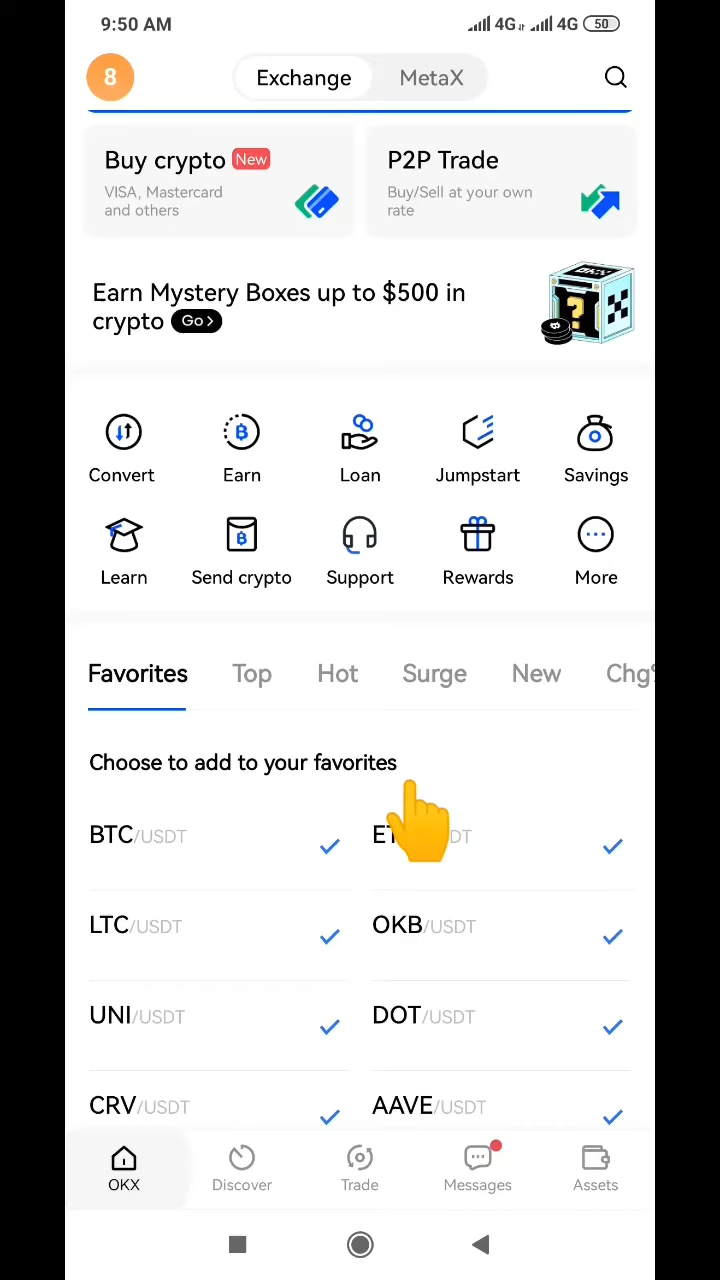 9:50 AM 4G 4G 50
8 Exchange MetaX
Buy crypto New
VISA, Mastercard
and others
P2P Trade
Buy/Sell at your own
rate
Earn Mystery Boxes up to $500 in
crypto Go >
OKX
?
Convert Earn Loan Jumpstart Savings
Learn Send crypto Support Rewards More
Favorites Top Hot Surge New Chg
Choose to add to your favorites
BTC/USDT
LTC/USDT OKB/USDT
UNI/USDT DOT/USDT
CRV/USDT AAVE/USDT
OKX Discover Trade Messages Assets